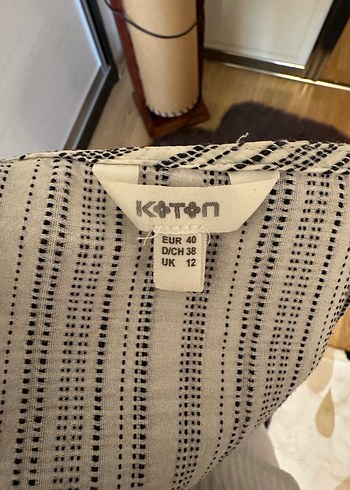 KOTON
EUR 40
D/CH 38
UK 12